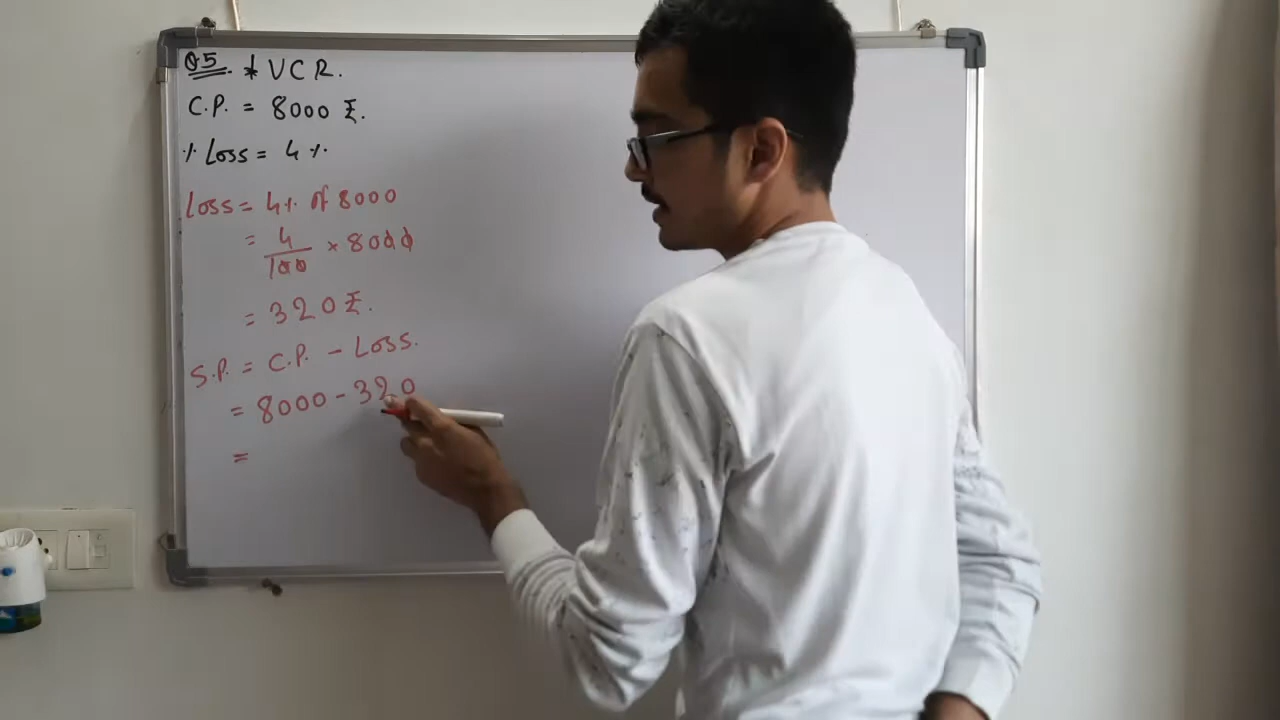 Q5. ↓ VCR.
C.P. = 8000 ₹.
% Loss = 4 %.
Loss = 4% of 8000
= 4/100 × 8000
= 320 ₹.
S.P. = C.P. - Loss.
= 8000 - 320
=